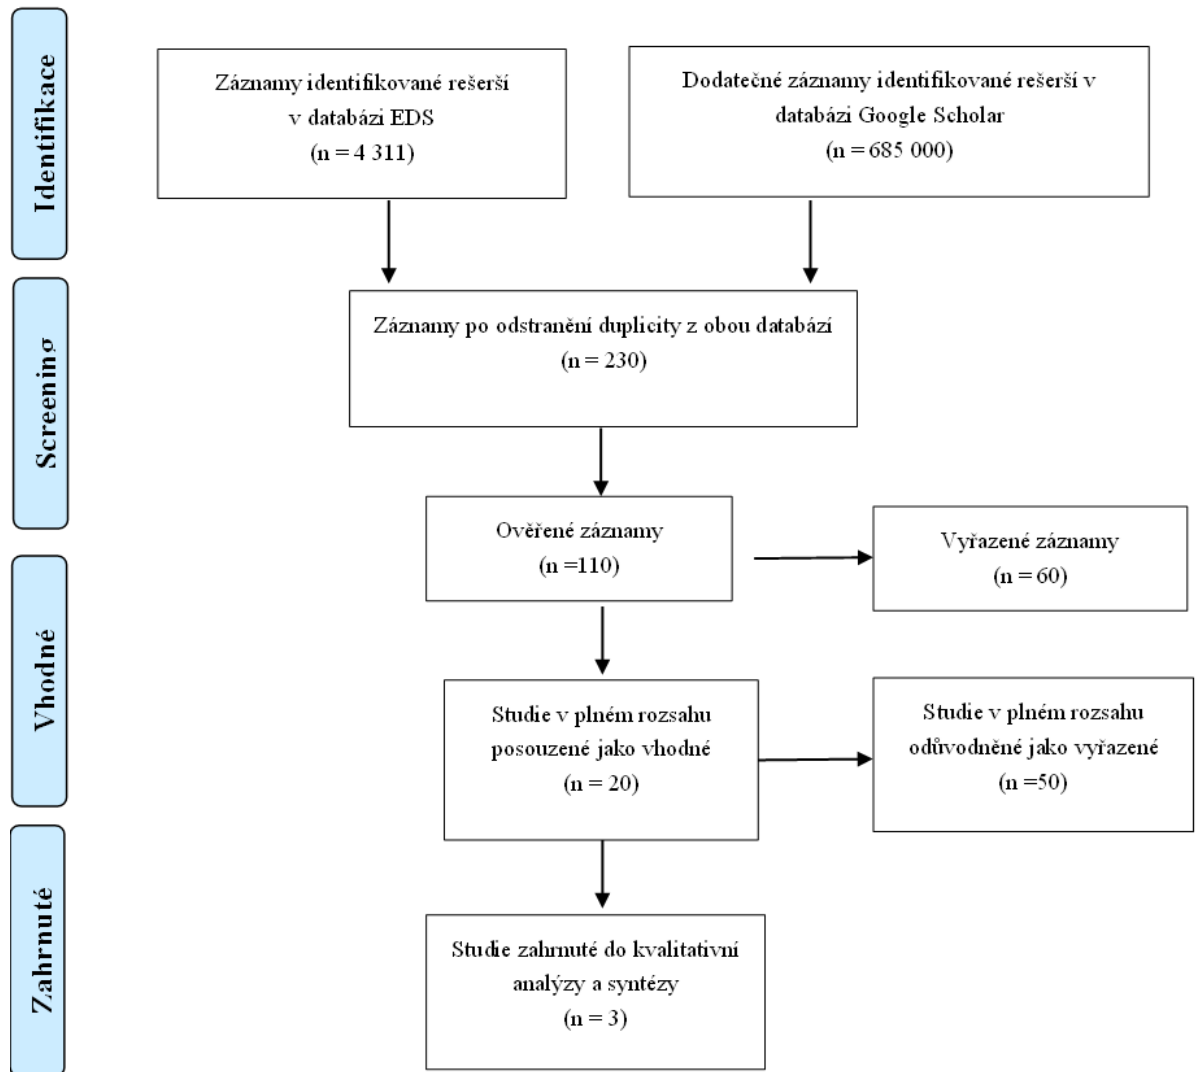 Identifikace
Záznamy identifikované rešerší
v databázi EDS
(n = 4 311)
Dodatečné záznamy identifikované rešerší v
databázi Google Scholar
(n = 685 000)
Screening
Záznamy po odstranění duplicity z obou databází
(n = 230)
Ověřené záznamy
(n =110)
Vyřazené záznamy
(n = 60)
Vhodné
Studie v plném rozsahu
posouzené jako vhodné
(n = 20)
Studie v plném rozsahu
odůvodněné jako vyřazené
(n =50)
Zahrnuté
Studie zahrnuté do kvalitativní
analýzy a syntézy
(n = 3)